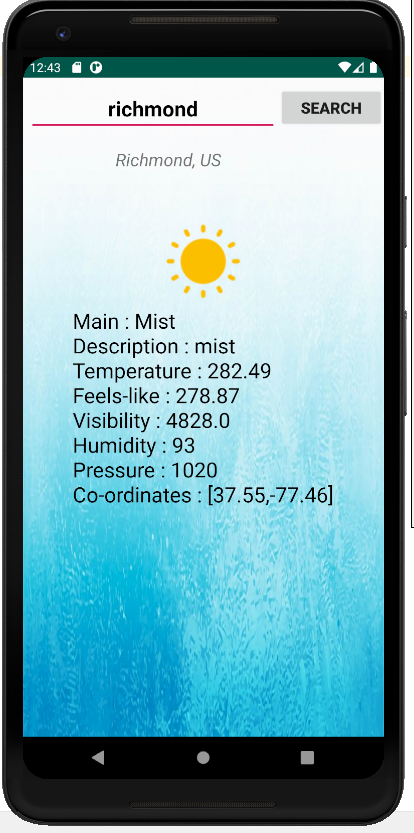 12:43
richmond
SEARCH
Richmond, US
Main : Mist
Description : mist
Temperature : 282.49
Feels-like : 278.87
Visibility : 4828.0
Humidity : 93
Pressure : 1020
Co-ordinates : [37.55,-77.46]